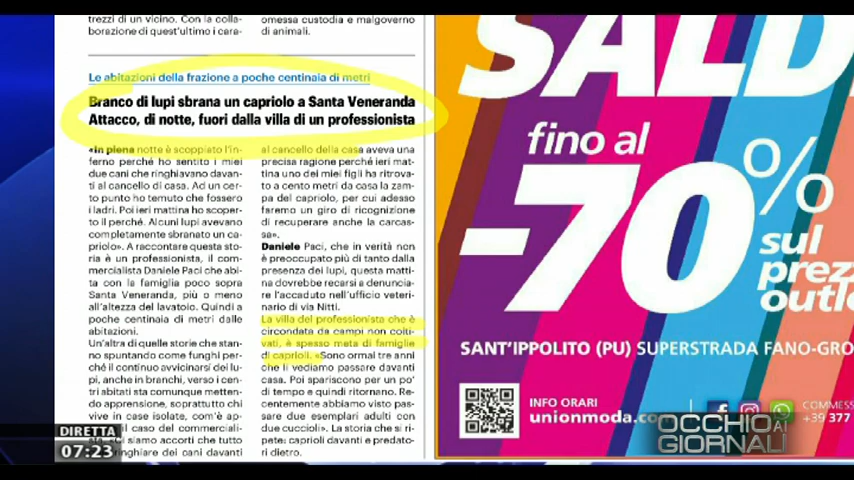 trezzi di un vicino. Con la colla-
borazione di quest'ultimo i cara-
omessa custodia e malgoverno
di animali.
Le abitazioni della frazione a poche centinaia di metri
Branco di lupi sbrana un capriolo a Santa Veneranda
Attacco, di notte, fuori dalla villa di un professionista
«In piena notte è scoppiato l'in-
ferno perché ho sentito i miei
due cani che ringhiavano davan-
ti al cancello di casa. Ad un cer-
to punto ho temuto che fossero
i ladri. Poi ieri mattina ho scoper-
to il perché. Alcuni lupi avevano
completamente sbranato un ca-
priolo». A raccontare questa sto-
ria è un professionista, il com-
mercialista Daniele Paci che abi-
ta con la famiglia poco sopra
Santa Veneranda, più o meno
all'altezza del lavatoio. Quindi a
poche centinaia di metri dalle
abitazioni.
Un'altra di quelle storie che stan-
no spuntando come funghi per-
ché il continuo avvicinarsi dei lu-
pi, anche in branchi, verso i cen-
tri abitati sta comunque metten-
do apprensione, soprattutto chi
vive in case isolate, com'è ap-
il caso del commerciali-
ci siamo accorti che tutto
ringhiare dei cani davanti
al cancello della casa aveva una
precisa ragione perché ieri mat-
tina uno dei miei figli ha ritrova-
to a cento metri da casa la zam-
pa del capriolo, per cui adesso
faremo un giro di ricognizione
di recuperare anche la carcas-
sa».
Daniele Paci, che in verità non
è preoccupato più di tanto dalla
presenza dei lupi, questa matti-
na dovrebbe recarsi a denuncia-
re l'accaduto nell'ufficio veteri-
nario di via Nitti.
La villa del professionista che è
circondata da campi non colti-
vati, è spesso meta di famiglie
di caprioli. «Sono ormai tre anni
che li vediamo passare davanti
casa. Poi spariscono per un po'
di tempo e quindi ritornano. Re-
centemente abbiamo visto pas-
sare due esemplari adulti con
due cuccioli». La storia che si ri-
pete: caprioli davanti e predato-
ri dietro.
SALD
fino al
-70%
sul
prez
outle
SANT'IPPOLITO (PU) SUPERSTRADA FANO-GRO
INFO ORARI
unionmoda.co
COMMESS
+39 377
DIRETTA
07:23
OCCHIO AI
GIORNALI